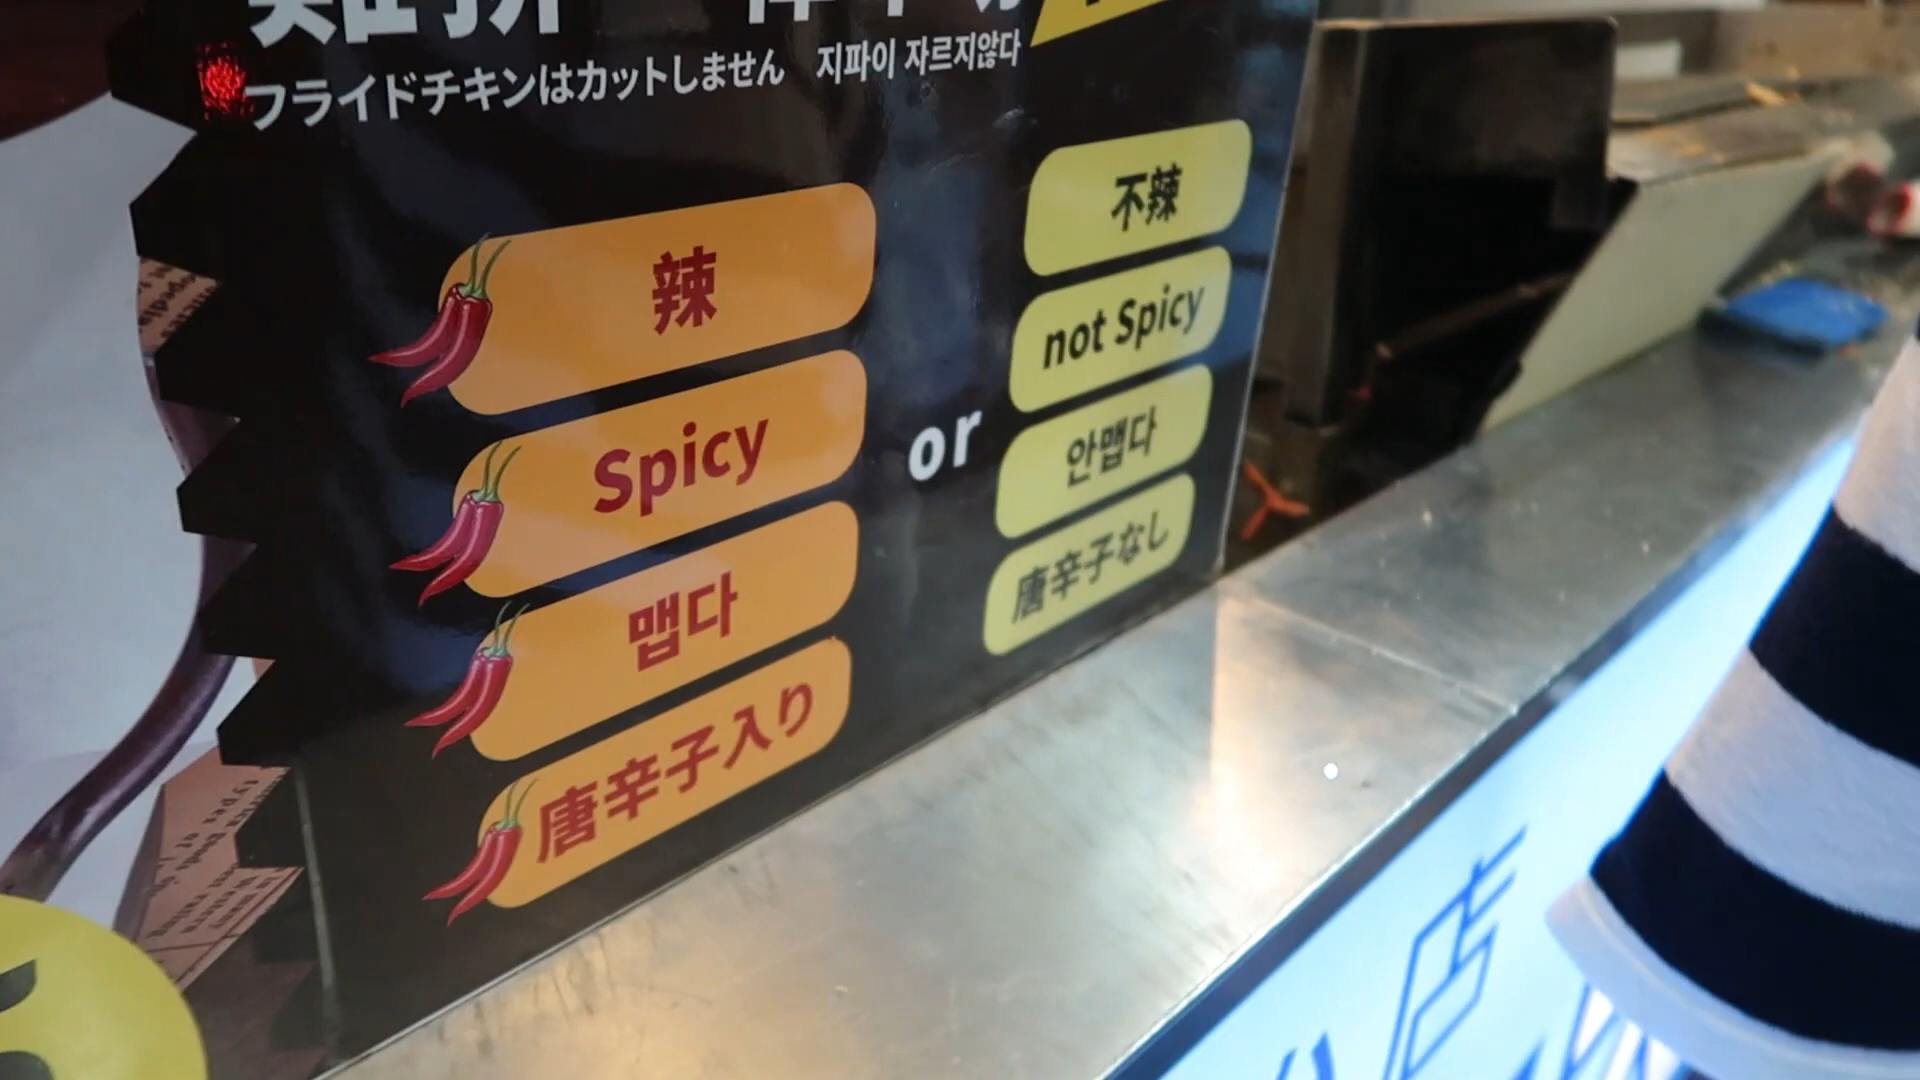 フライドチキンはカットしません 지파이 자르지않다
辣
Spicy
맵다
唐辛子入り
or
不辣
not Spicy
안맵다
唐辛子なし
店